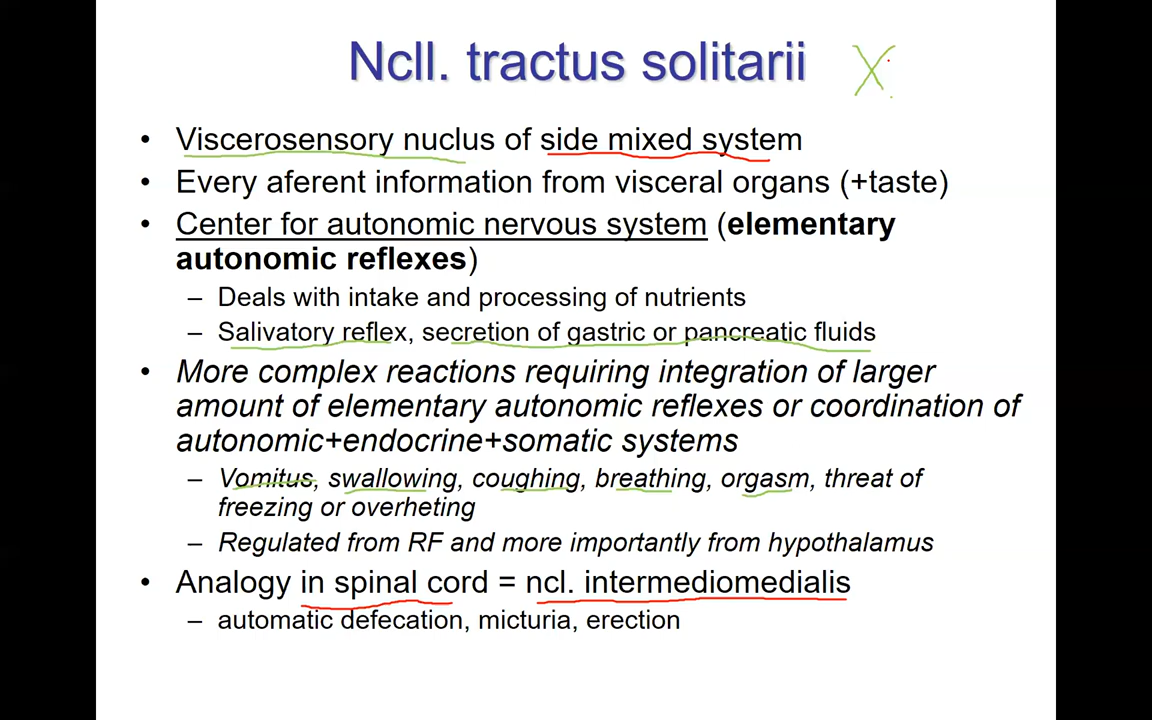 Ncll. tractus solitarii X
• Viscerosensory nuclus of side mixed system
• Every aferent information from visceral organs (+taste)
• Center for autonomic nervous system (elementary
autonomic reflexes)
– Deals with intake and processing of nutrients
– Salivatory reflex, secretion of gastric or pancreatic fluids
• More complex reactions requiring integration of larger
amount of elementary autonomic reflexes or coordination of
autonomic+endocrine+somatic systems
– Vomitus, swallowing, coughing, breathing, orgasm, threat of
freezing or overheting
– Regulated from RF and more importantly from hypothalamus
• Analogy in spinal cord = ncl. intermediomedialis
– automatic defecation, micturia, erection